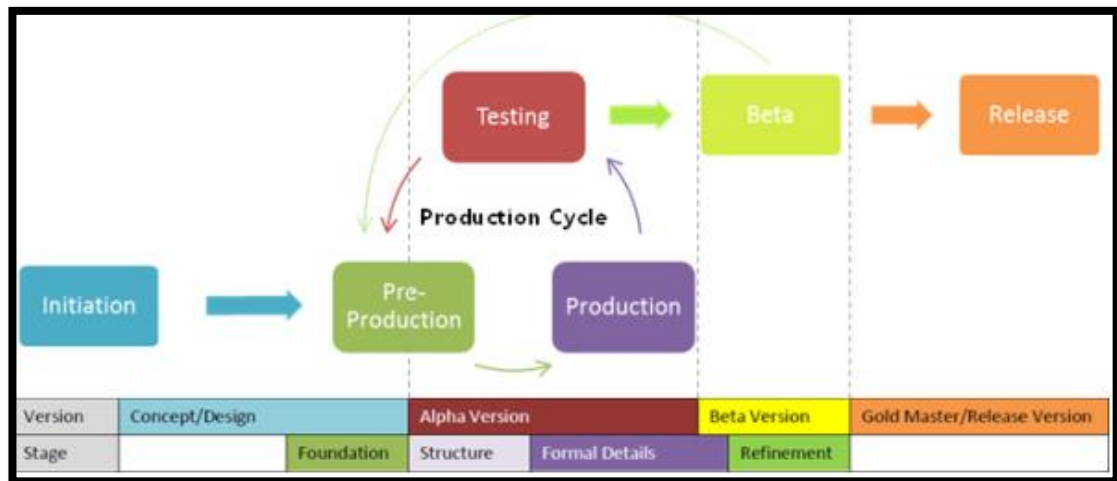 Testing
Beta
Release
Production Cycle
Initiation
Pre-
Production
Production
Version
Concept/Design
Alpha Version
Beta Version
Gold Master/Release Version
Stage
Foundation
Structure
Formal Details
Refinement